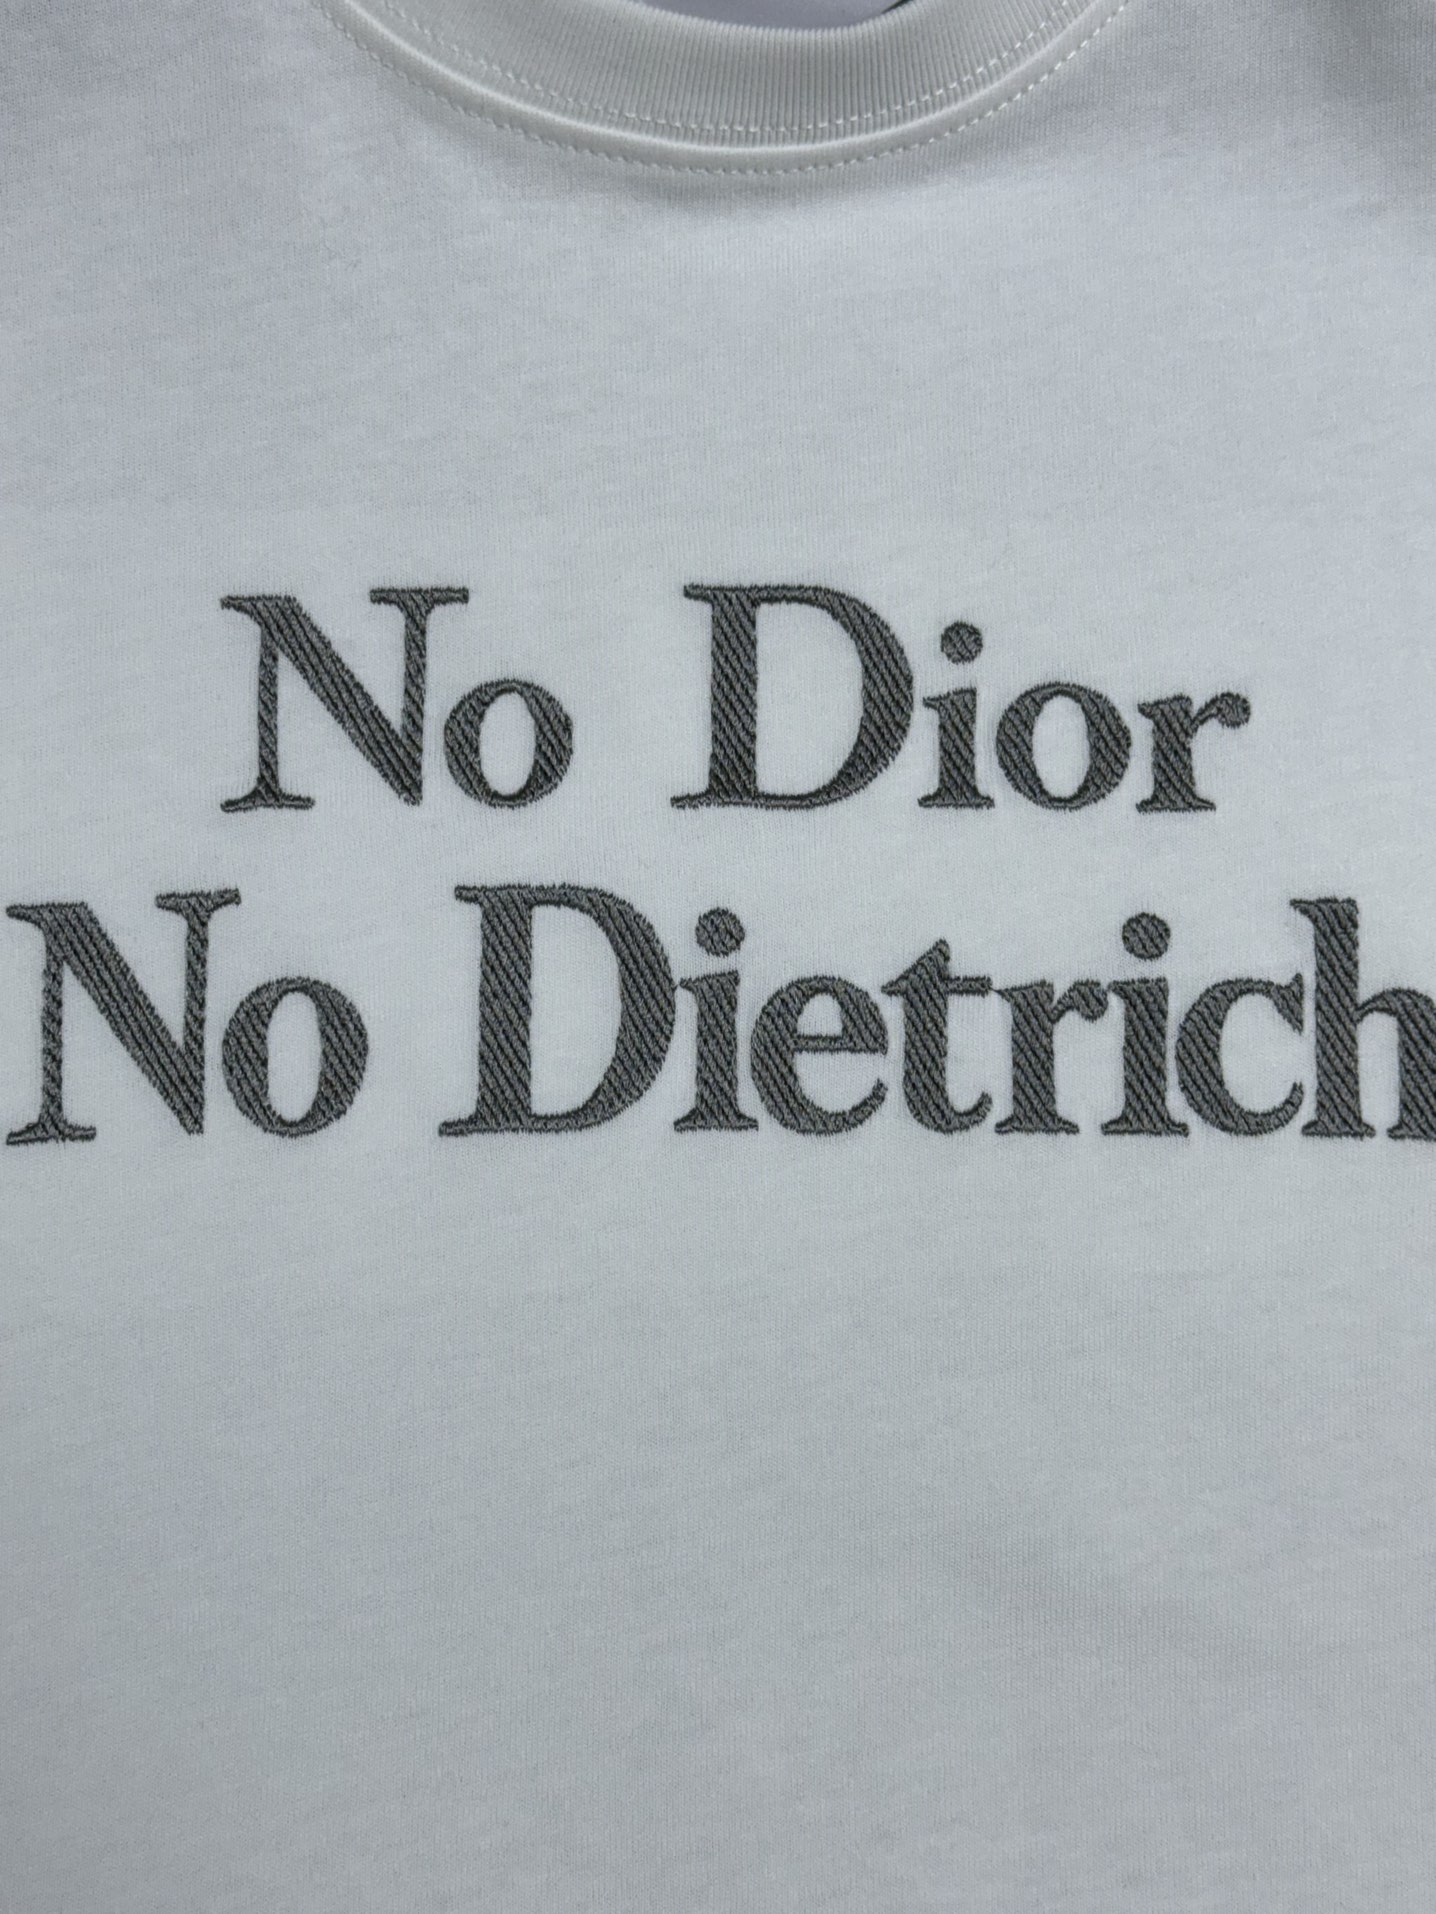 No Dior
No Dietrich